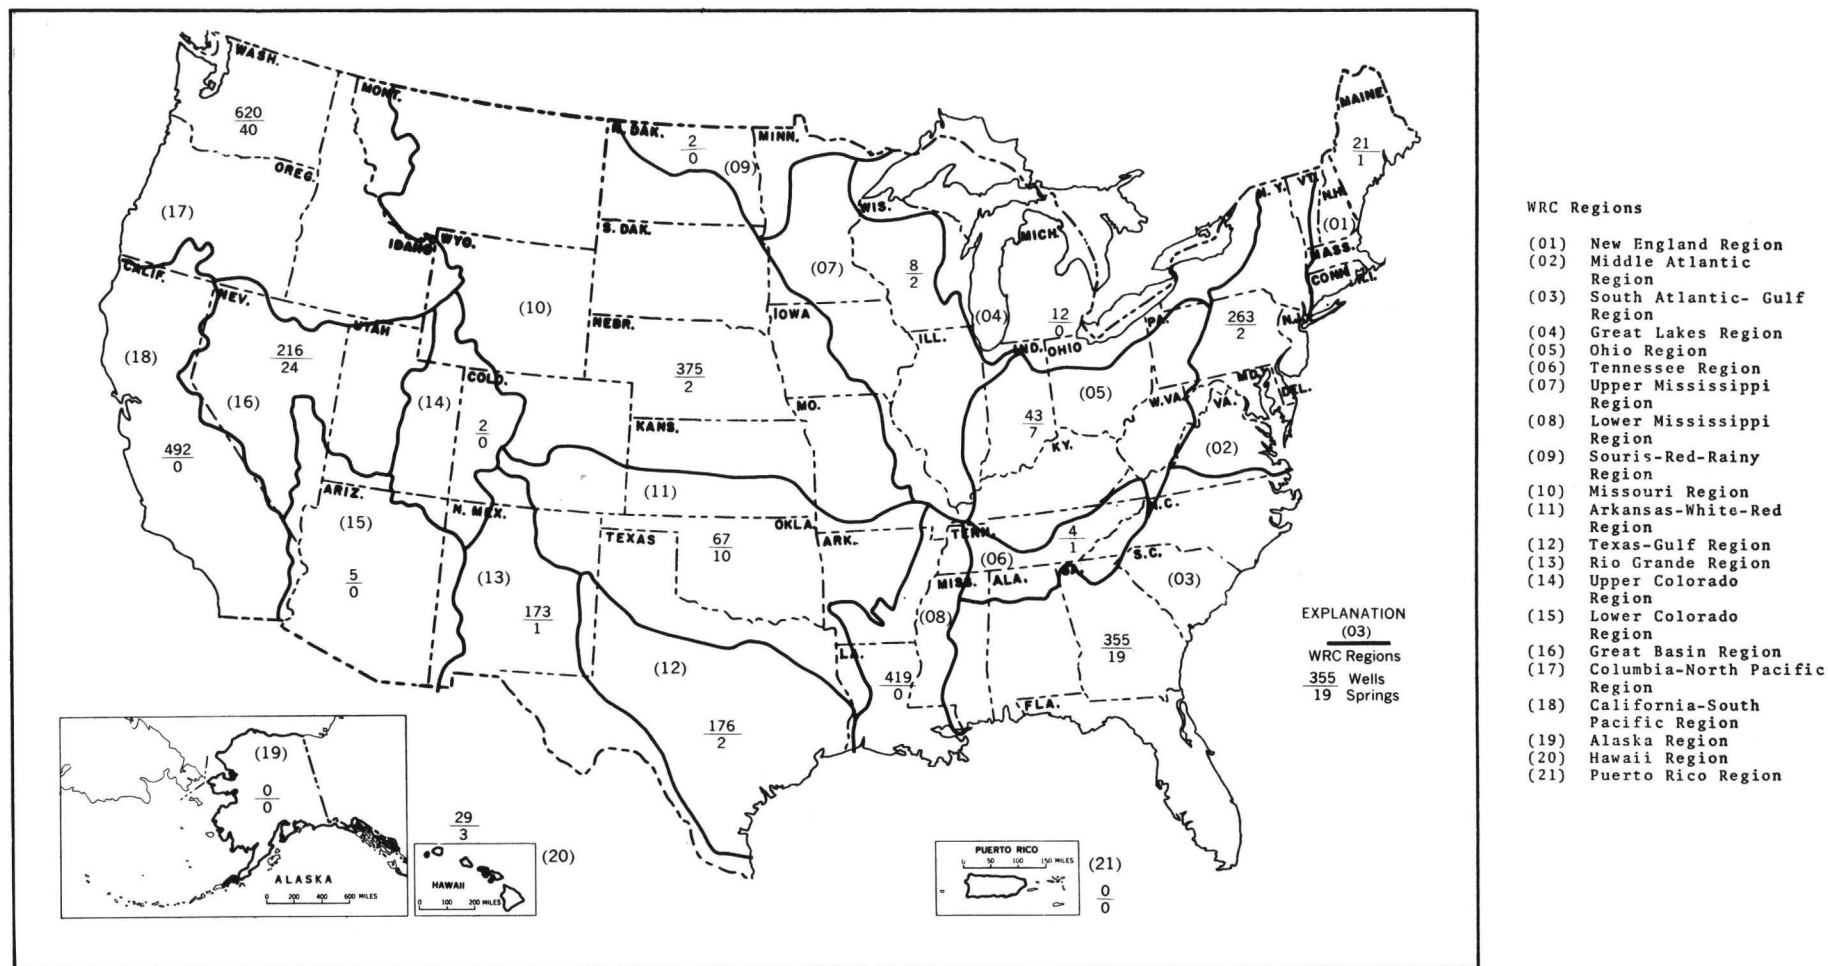 WASH.
620
40
OREG.
(17)
MONT.
IDAHO
WYO.
N. DAK.
2
0
(09)
MINN.
S. DAK.
WIS.
(07)
8
2
MICH.
(04)
12
0
MAINE
21
1
N. Y.
VT.
N.H.
(01)
MASS.
CONN.
R.I.
CALIF.
NEV.
UTAH
(10)
NEBR.
IOWA
ILL.
IND.
OHIO
PA.
263
2
N.J.
(18)
216
24
(16)
COLO.
(14)
2
0
375
2
KANS.
MO.
43
7
(05)
KY.
W.VA.
MD.
DEL.
VA.
(02)
492
0
ARIZ.
(15)
N. MEX.
(11)
OKLA.
TEXAS
67
10
ARK.
TENN.
4
1
(06)
N.C.
S.C.
(03)
5
0
(13)
173
1
MISS.
ALA.
GA.
(08)
355
19
(12)
LA.
419
0
FLA.
176
2
EXPLANATION
(03)
WRC Regions
355 Wells
19 Springs
(19)
0
0
ALASKA
0 200 400 600 MILES
29
3
(20)
HAWAII
0 100 200 MILES
PUERTO RICO
0 50 100 150 MILES
(21)
0
0
WRC Regions
(01) New England Region
(02) Middle Atlantic
Region
(03) South Atlantic- Gulf
Region
(04) Great Lakes Region
(05) Ohio Region
(06) Tennessee Region
(07) Upper Mississippi
Region
(08) Lower Mississippi
Region
(09) Souris-Red-Rainy
Region
(10) Missouri Region
(11) Arkansas-White-Red
Region
(12) Texas-Gulf Region
(13) Rio Grande Region
(14) Upper Colorado
Region
(15) Lower Colorado
Region
(16) Great Basin Region
(17) Columbia-North Pacific
Region
(18) California-South
Pacific Region
(19) Alaska Region
(20) Hawaii Region
(21) Puerto Rico Region